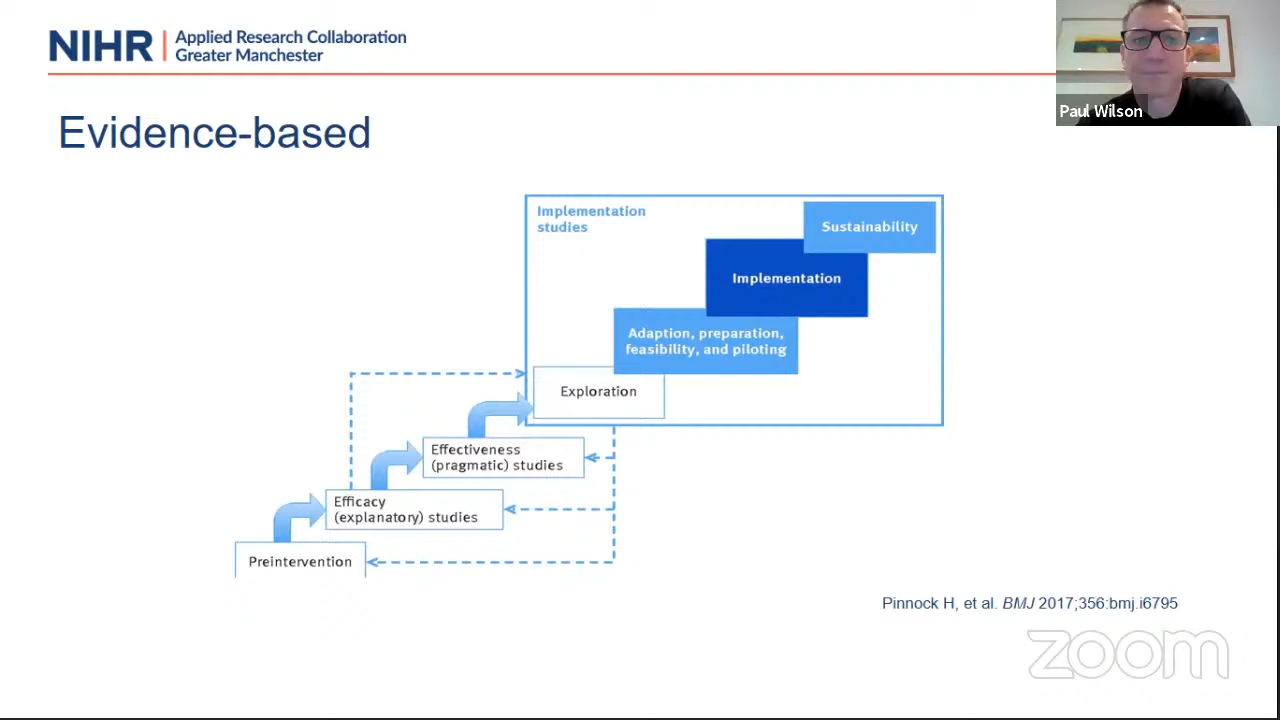 NIHR
Applied Research Collaboration
Greater Manchester
Paul Wilson
Evidence-based
Implementation
studies
Sustainability
Implementation
Adaption, preparation,
feasibility, and piloting
Exploration
Effectiveness
(pragmatic) studies
Efficacy
(explanatory) studies
Preintervention
Pinnock H, et al. BMJ 2017;356:bmj.i6795
zoom